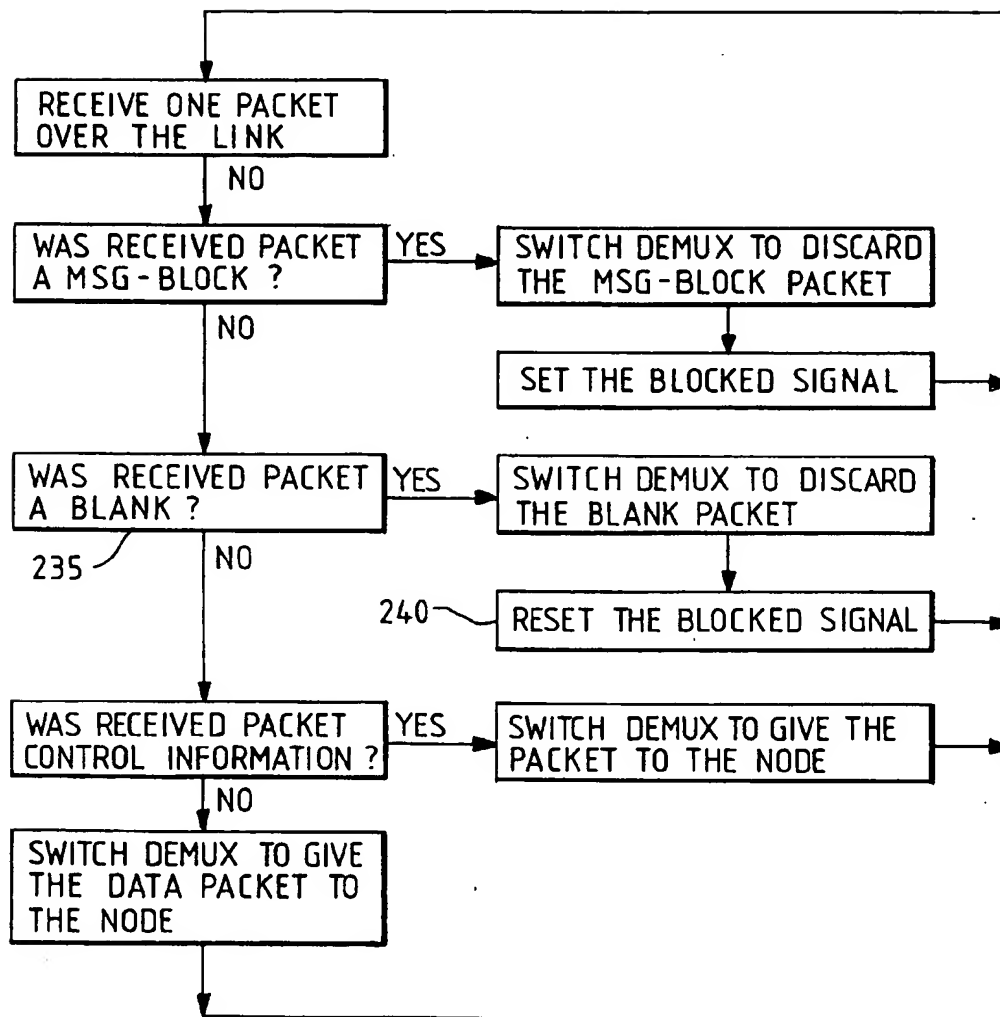 RECEIVE ONE PACKET
OVER THE LINK
NO
WAS RECEIVED PACKET
A MSG-BLOCK ?
YES
SWITCH DEMUX TO DISCARD
THE MSG-BLOCK PACKET
NO
SET THE BLOCKED SIGNAL
WAS RECEIVED PACKET
A BLANK ?
YES
SWITCH DEMUX TO DISCARD
THE BLANK PACKET
235
NO
240
RESET THE BLOCKED SIGNAL
WAS RECEIVED PACKET
CONTROL INFORMATION ?
YES
SWITCH DEMUX TO GIVE THE
PACKET TO THE NODE
NO
SWITCH DEMUX TO GIVE
THE DATA PACKET TO
THE NODE